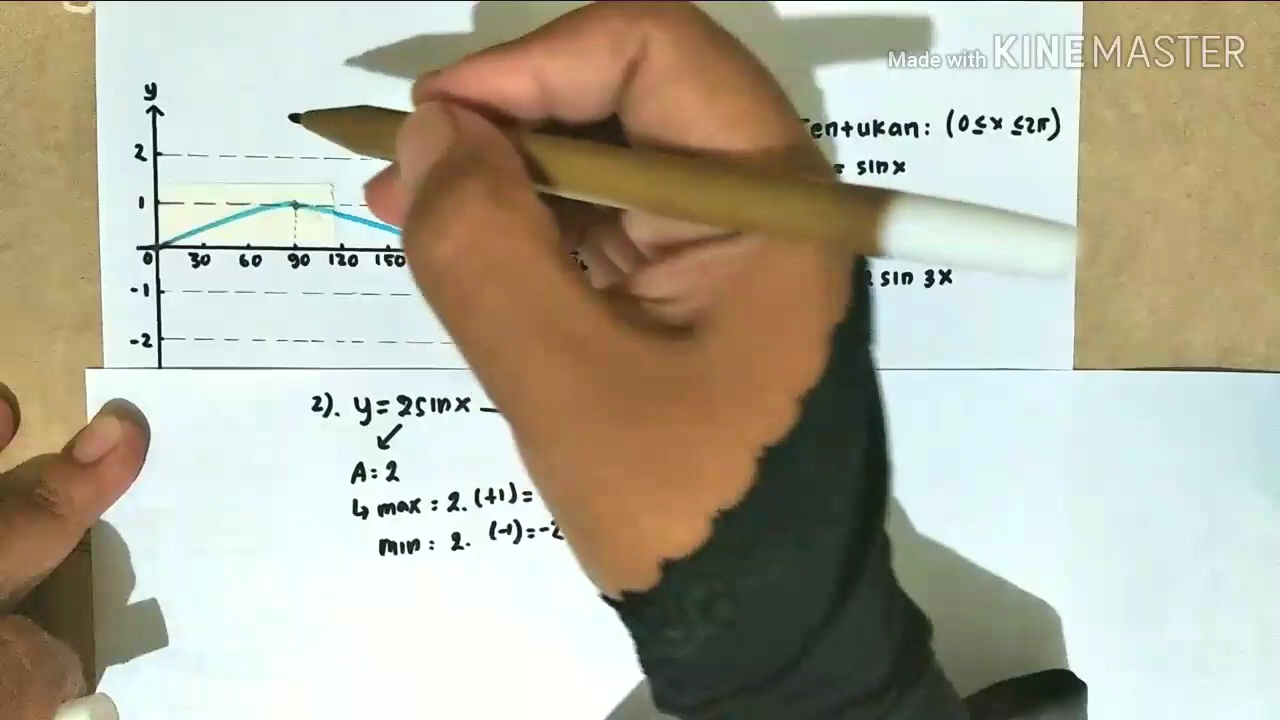 Made with KINEMASTER
y
2
1
0 30 60 90 120 150
-1
-2
Tentukan: (0≤x≤2π)
= sinx
2 sin 3x
2). y=2sinx
A: 2
↳ max : 2. (+1)=
min : 2. (-1)=-2